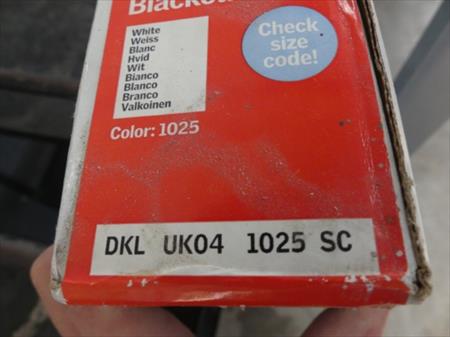 White
Weiss
Blanc
Hvid
Wit
Bianco
Blanco
Branco
Valkoinen
Check
size
code!
Color: 1025
DKL UK04 1025 SC